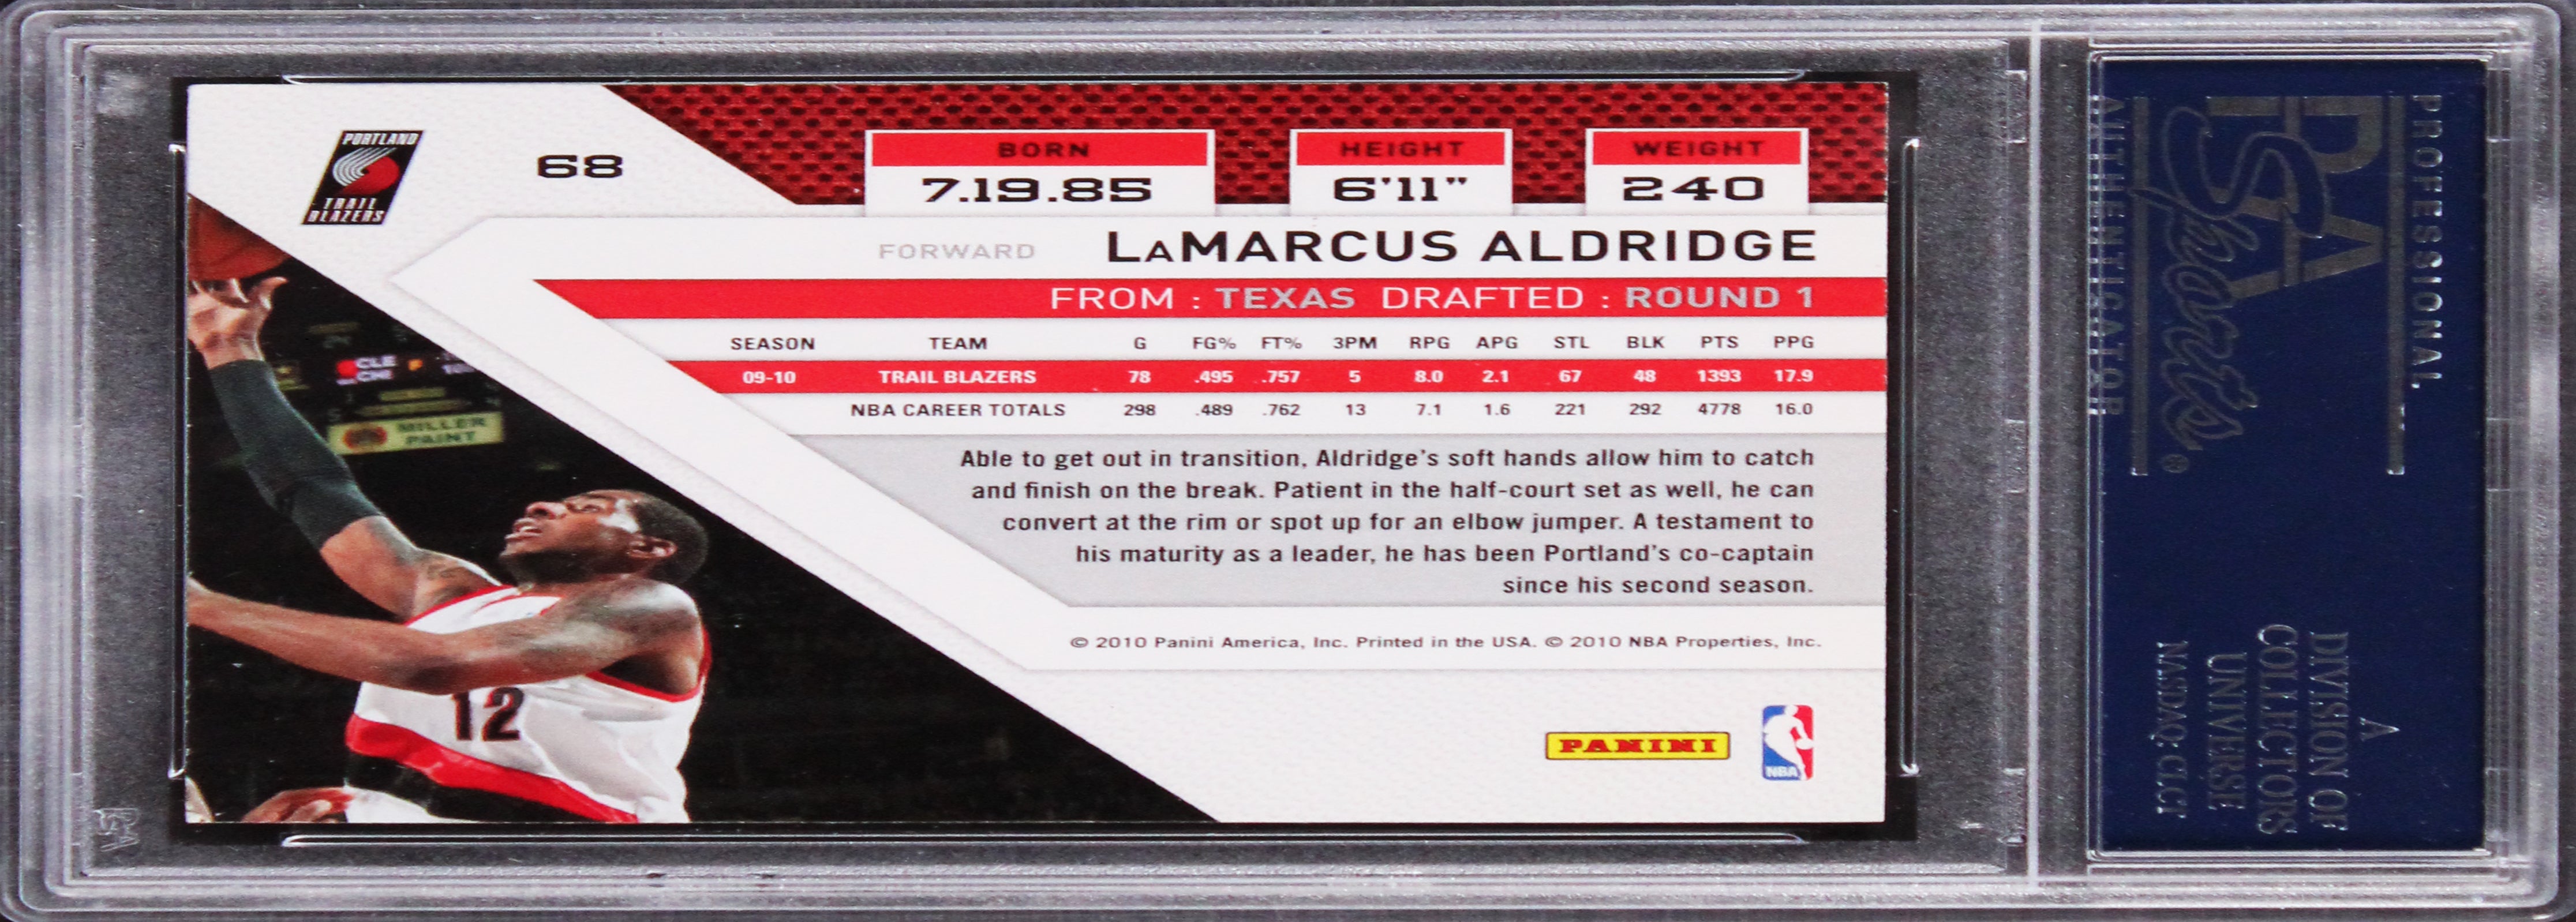 PORTLAND
TRAIL
BLAZERS
68
BORN
7.19.85
HEIGHT
6'11"
WEIGHT
240
FORWARD LaMARCUS ALDRIDGE
FROM : TEXAS DRAFTED : ROUND 1
SEASON TEAM G FG% FT% 3PM RPG APG STL BLK PTS PPG
09-10 TRAIL BLAZERS 78 .495 .757 5 8.0 2.1 67 48 1393 17.9
NBA CAREER TOTALS 298 .489 .762 13 7.1 1.6 221 292 4778 16.0
Able to get out in transition, Aldridge's soft hands allow him to catch
and finish on the break. Patient in the half-court set as well, he can
convert at the rim or spot up for an elbow jumper. A testament to
his maturity as a leader, he has been Portland's co-captain
since his second season.
© 2010 Panini America, Inc. Printed in the USA. © 2010 NBA Properties, Inc.
PANINI
NBA
CLE
CHI
MILLER
PAINT
12
PSA
PROFESSIONAL
PSA
Sports®
AUTHENTICATOR
A
DIVISION OF
COLLECTORS
UNIVERSE
NASDAQ: CLCT